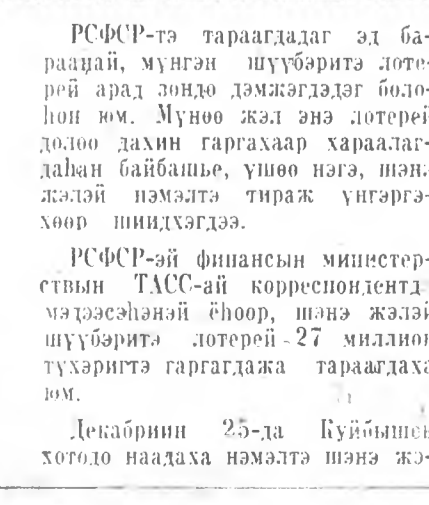 РСФСР-тэ тараагдадаг эд ба-
раанай, мүнгэн шүүбэритэ лоте-
рей арад зондо дэмжэгдэдэг боло-
һон юм. Мүнөө жэл энэ лотерей
долоо дахин гаргахаар хараалаг-
даһан байбашье, үшөө нэгэ, шэнэ
жэлэй нэмэлтэ тираж үнгэргэ-
хөөр шиидхэгдээ.
РСФСР-эй финансын министер-
ствын ТАСС-ай корреспондентд
мэдээсэһэнэй ёһоор, шэнэ жэлэй
шүүбэритэ лотерей 27 миллион
түхэригтэ гаргагдажа тараагдаха
юм.
Декабриин 25-да Куйбышев
хотодо наадаха нэмэлтэ шэнэ жэ-